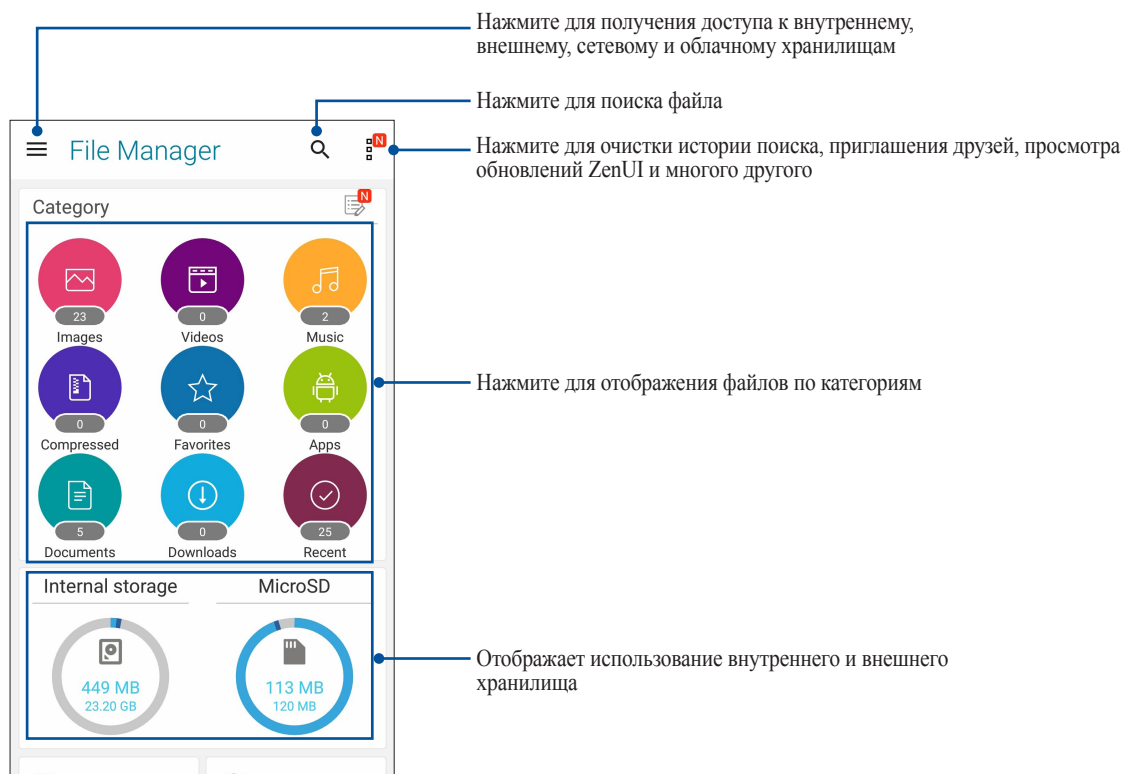 Нажмите для получения доступа к внутреннему,
внешнему, сетевому и облачному хранилищам
Нажмите для поиска файла
File Manager
N
Нажмите для очистки истории поиска, приглашения друзей, просмотра
обновлений ZenUI и многого другого
Category
N
23 0 2
Images Videos Music
Нажмите для отображения файлов по категориям
0 0 0
Compressed Favorites Apps
5 0 25
Documents Downloads Recent
Internal storage MicroSD
Отображает использование внутреннего и внешнего
хранилища
449 MB 113 MB
23.20 GB 120 MB